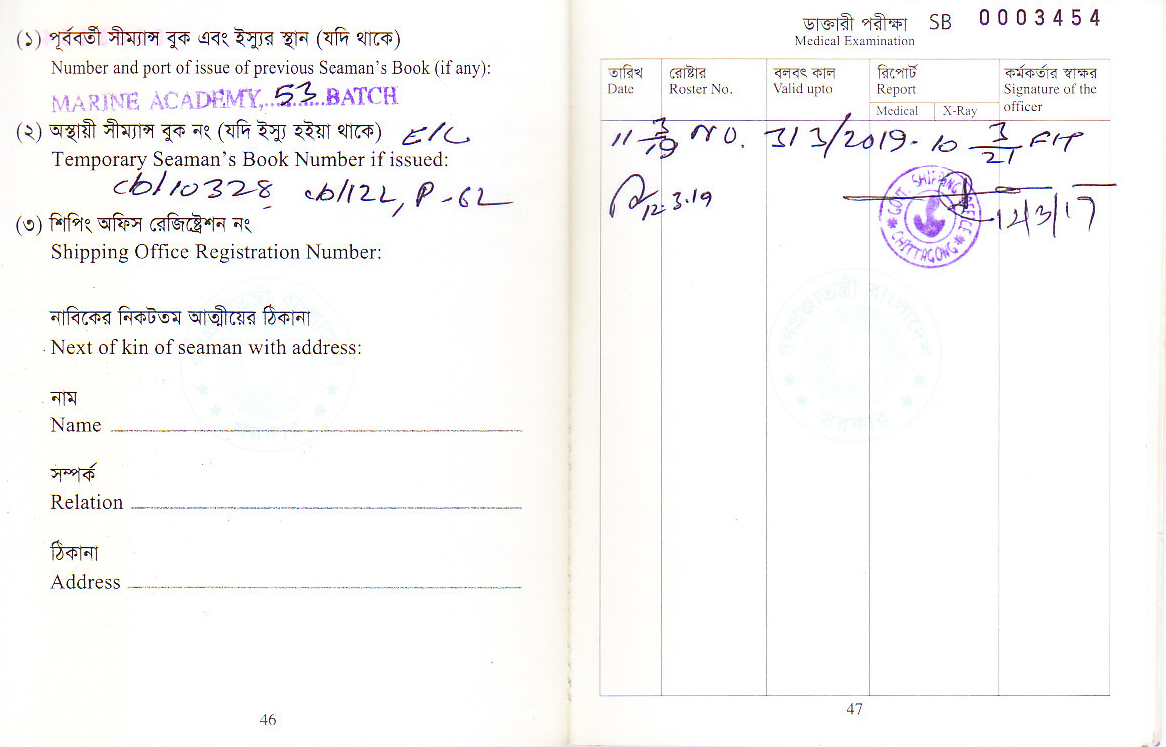 (১) পূর্ববর্তী সীম্যান্স বুক এবং ইস্যুর স্থান (যদি থাকে)
Number and port of issue of previous Seaman's Book (if any):
MARINE ACADEMY, 53 BATCH
(২) অস্থায়ী সীম্যান্স বুক নং (যদি ইস্যু হইয়া থাকে)
Temporary Seaman's Book Number if issued:
cb/10328 cb/122, P-62
(৩) শিপিং অফিস রেজিষ্ট্রেশন নং
Shipping Office Registration Number:
নাবিকের নিকটতম আত্মীয়ের ঠিকানা
Next of kin of seaman with address:
নাম
Name
সম্পর্ক
Relation
ঠিকানা
Address
46
ডাক্তারী পরীক্ষা SB 0003454
Medical Examination
তারিখ রোষ্টার বলবৎ কাল রিপোর্ট কর্মকর্তার স্বাক্ষর
Date Roster No. Valid upto Report Signature of the officer
Medical X-Ray
11 3/19 NO. 313/2019-10 3/21 FIT
12.3.19
GOVT. SHIPPING OFFICE
CHATTAGONG
12/3/17
গণপ্রজাতন্ত্রী বাংলাদেশ
সরকার
47